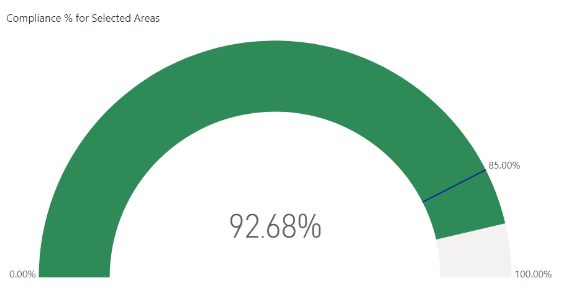 Compliance % for Selected Areas
85.00%
92.68%
0.00%
100.00%